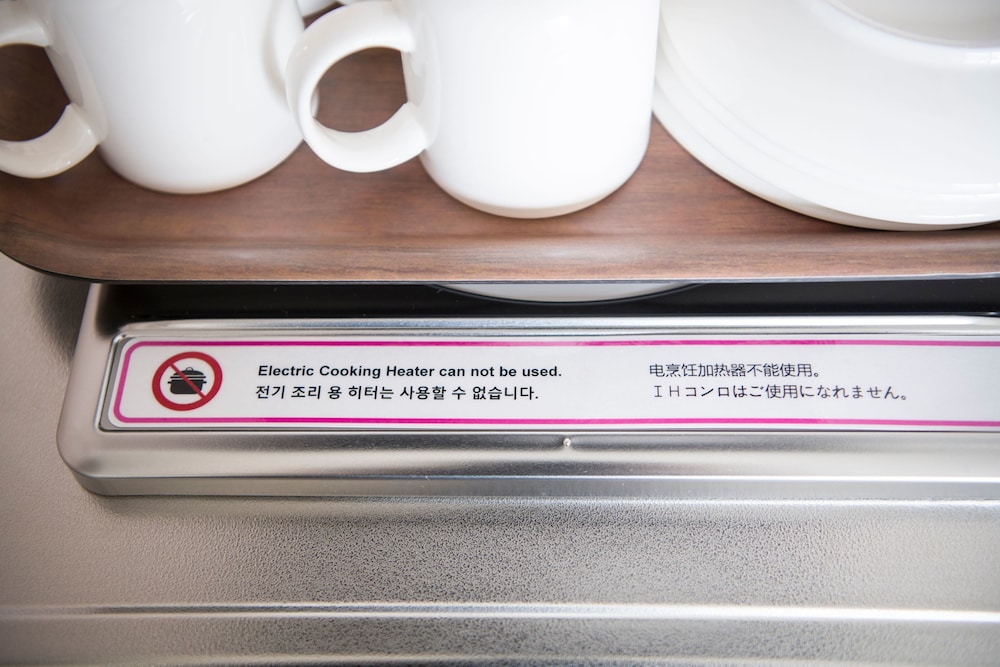 Electric Cooking Heater can not be used.
전기 조리 용 히터는 사용할 수 없습니다.
电烹饪加热器不能使用。
ＩＨコンロはご使用になれません。